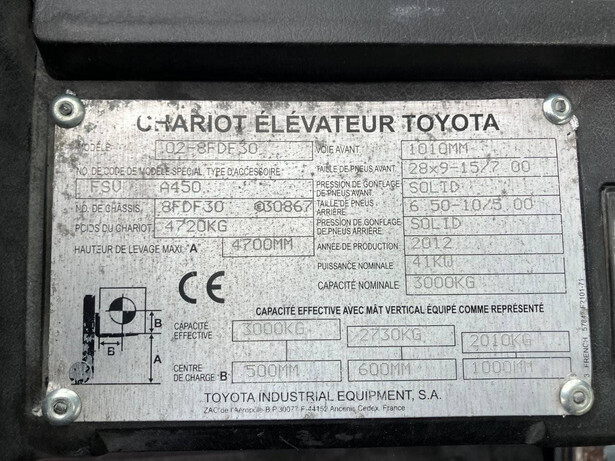 CHARIOT ÉLÉVATEUR TOYOTA
MODÈLE 02-8FDF30 VOIE AVANT 1010MM
NO. DE CODE DE MODÈLE SPÉCIAL TYPE D'ACCESSOIRE TAILLE DE PNEUS AVANT 28x9-15/7.00
FSV A450 PRESSION DE GONFLAGE DE PNEUS AVANT SOLID
NO. DE CHÂSSIS 8FDF30 30867 TAILLE DE PNEUS ARRIÈRE 6.50-10/5.00
POIDS DU CHARIOT 4720KG PRESSION DE GONFLAGE DE PNEUS ARRIÈRE SOLID
HAUTEUR DE LEVAGE MAXI. "A" 4700MM ANNÉE DE PRODUCTION 2012
PUISSANCE NOMINALE 41KW
CE CAPACITÉ NOMINALE 3000KG
CAPACITÉ EFFECTIVE AVEC MÂT VERTICAL ÉQUIPÉ COMME REPRÉSENTÉ
CAPACITÉ EFFECTIVE 3000KG 2730KG 2010KG
CENTRE DE CHARGE "B" 500MM 600MM 1000MM
B
Б A
TOYOTA INDUSTRIAL EQUIPMENT, S.A.
ZAC de l'Aéropôle B.P.30077 F-44152 Ancenis Cedex, France
FRENCH